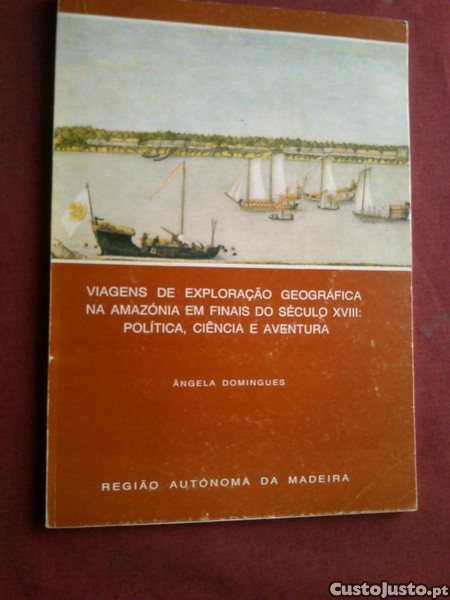 VIAGENS DE EXPLORAÇÃO GEOGRÁFICA
NA AMAZÓNIA EM FINAIS DO SÉCULO XVIII:
POLÍTICA, CIÊNCIA E AVENTURA
ÂNGELA DOMINGUES
REGIÃO AUTÓNOMA DA MADEIRA
CustoJusto.pt